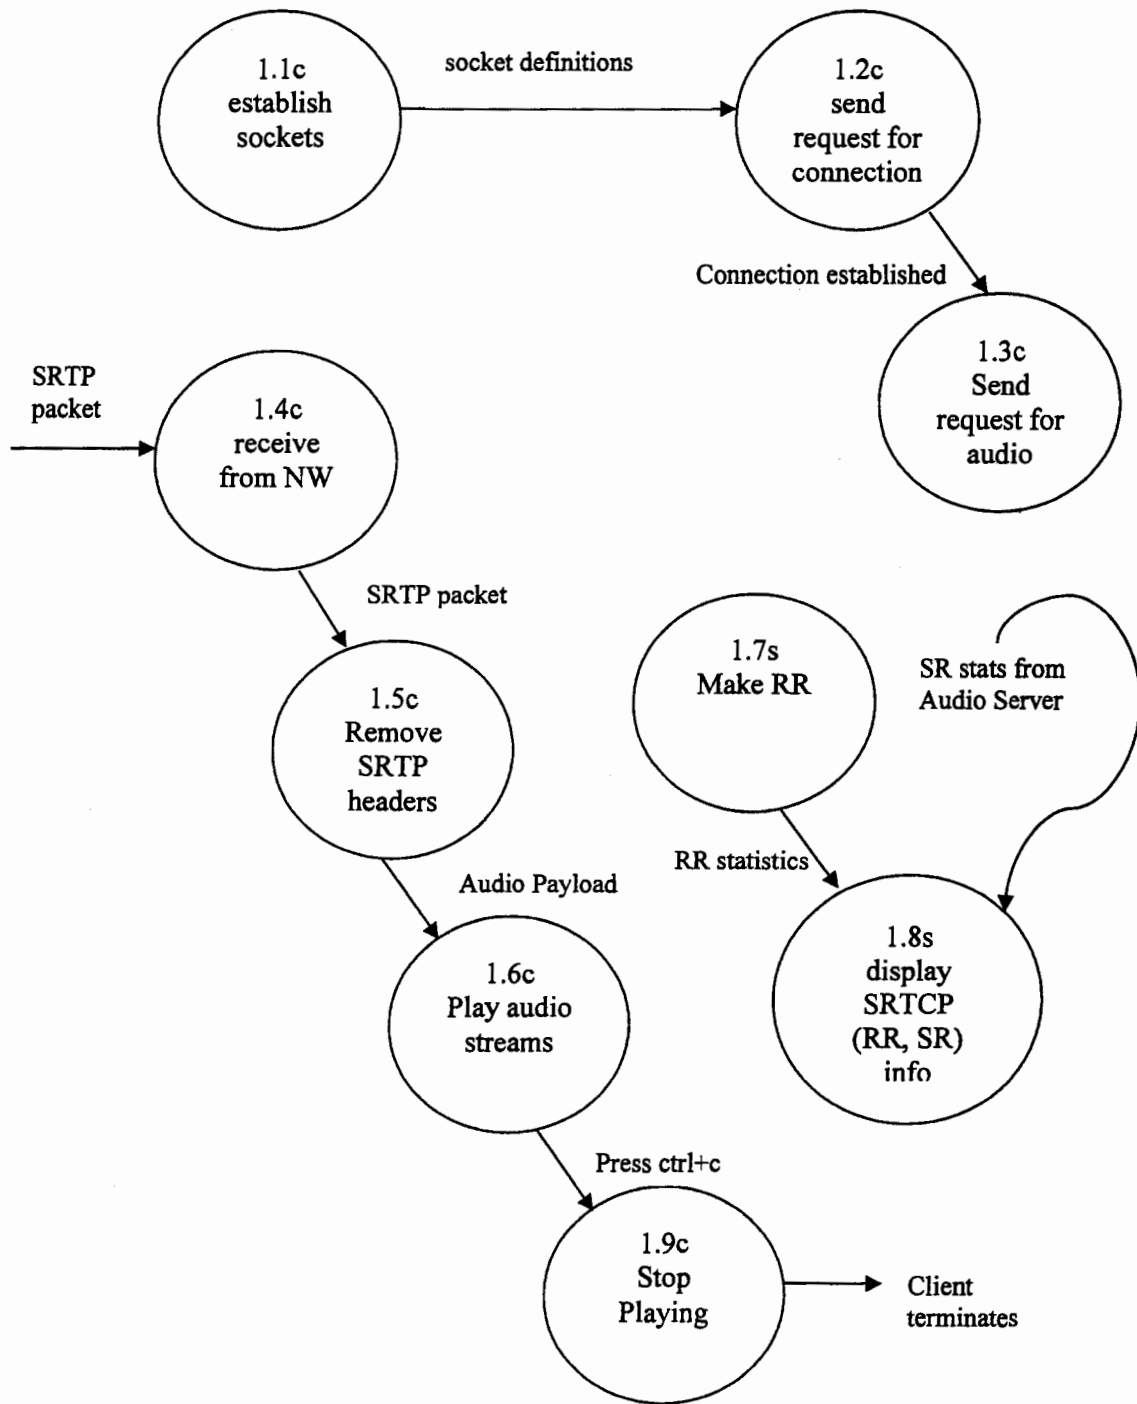 1.1c
establish
sockets
socket definitions
1.2c
send
request for
connection
Connection established
1.3c
Send
request for
audio
SRTP
packet
1.4c
receive
from NW
SRTP packet
1.5c
Remove
SRTP
headers
1.7s
Make RR
SR stats from
Audio Server
RR statistics
Audio Payload
1.6c
Play audio
streams
1.8s
display
SRTCP
(RR, SR)
info
Press ctrl+c
1.9c
Stop
Playing
Client
terminates